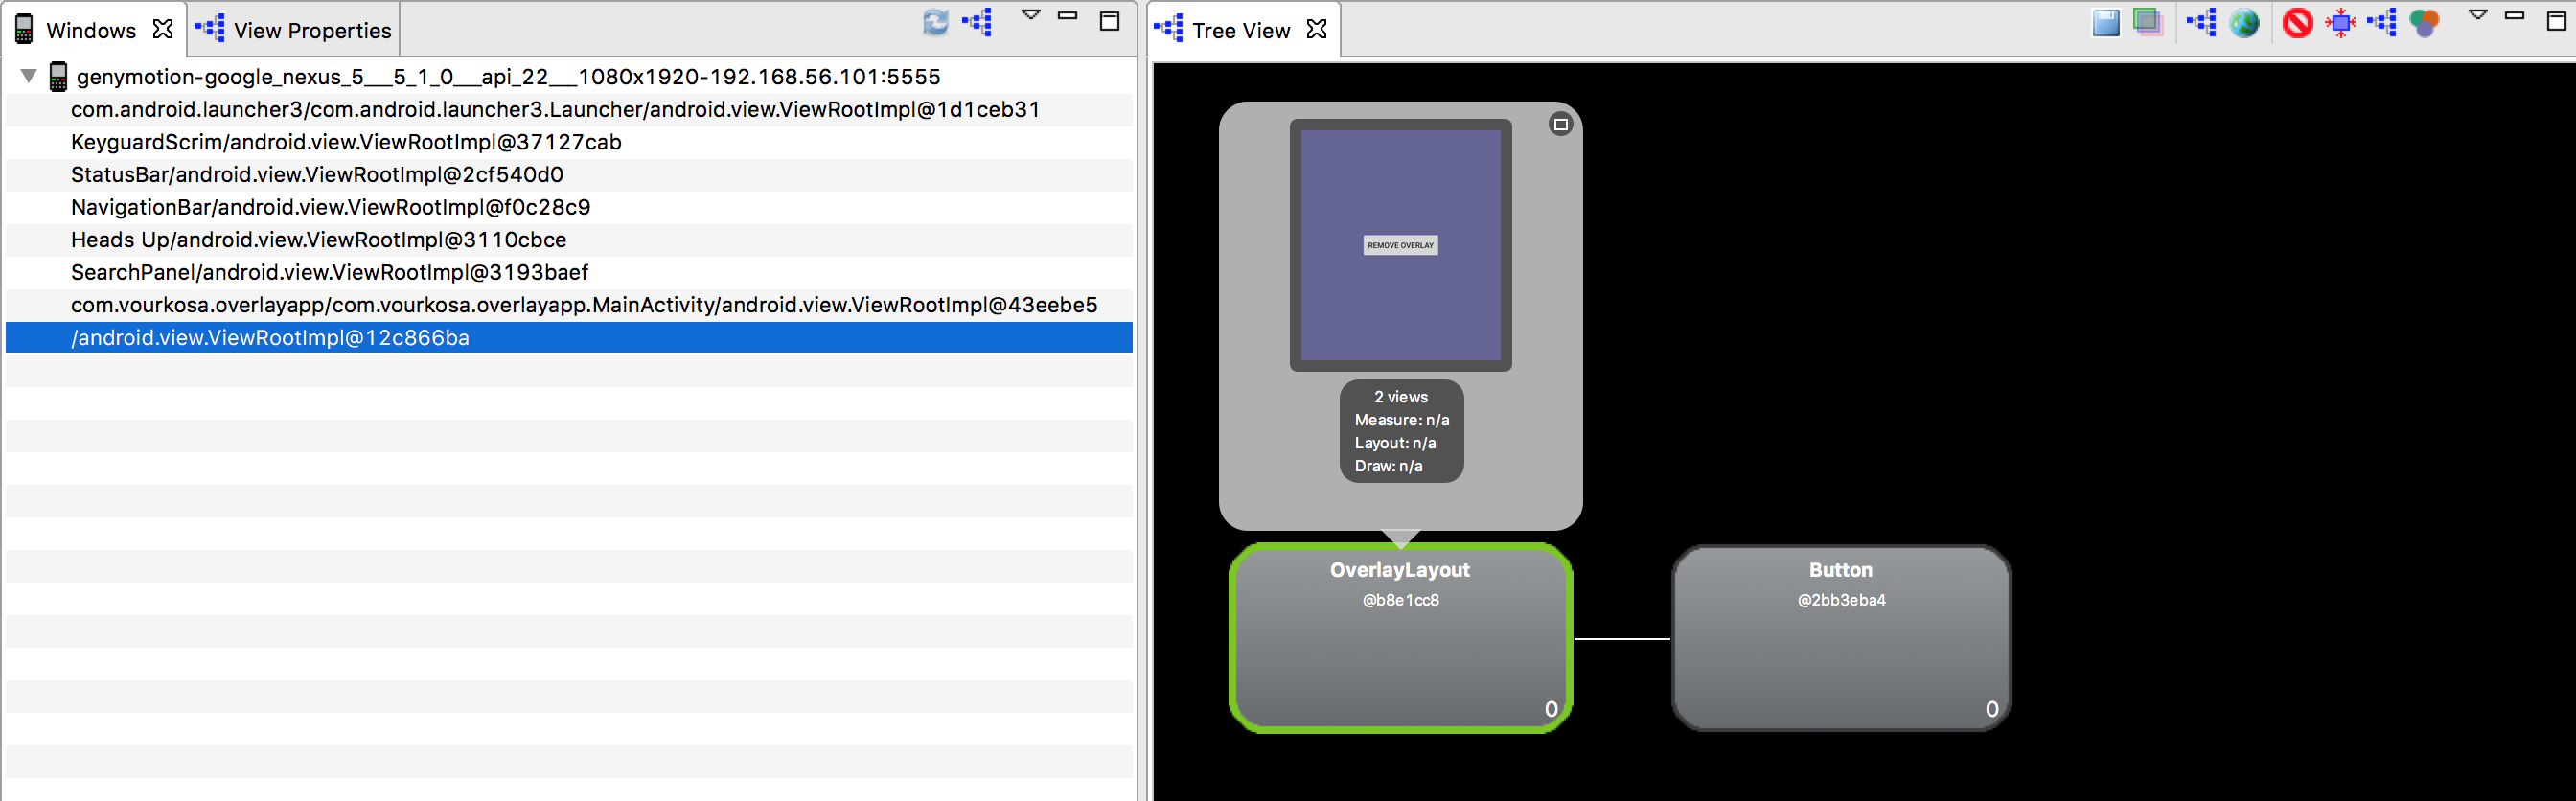 Windows
View Properties
genymotion-google_nexus_5___5_1_0___api_22___1080x1920-192.168.56.101:5555
com.android.launcher3/com.android.launcher3.Launcher/android.view.ViewRootImpl@1d1ceb31
KeyguardScrim/android.view.ViewRootImpl@37127cab
StatusBar/android.view.ViewRootImpl@2cf540d0
NavigationBar/android.view.ViewRootImpl@f0c28c9
Heads Up/android.view.ViewRootImpl@3110cbce
SearchPanel/android.view.ViewRootImpl@3193baef
com.vourkosa.overlayapp/com.vourkosa.overlayapp.MainActivity/android.view.ViewRootImpl@43eebe5
/android.view.ViewRootImpl@12c866ba
Tree View
REMOVE OVERLAY
2 views
Measure: n/a
Layout: n/a
Draw: n/a
OverlayLayout
@b8e1cc8
0
Button
@2bb3eba4
0